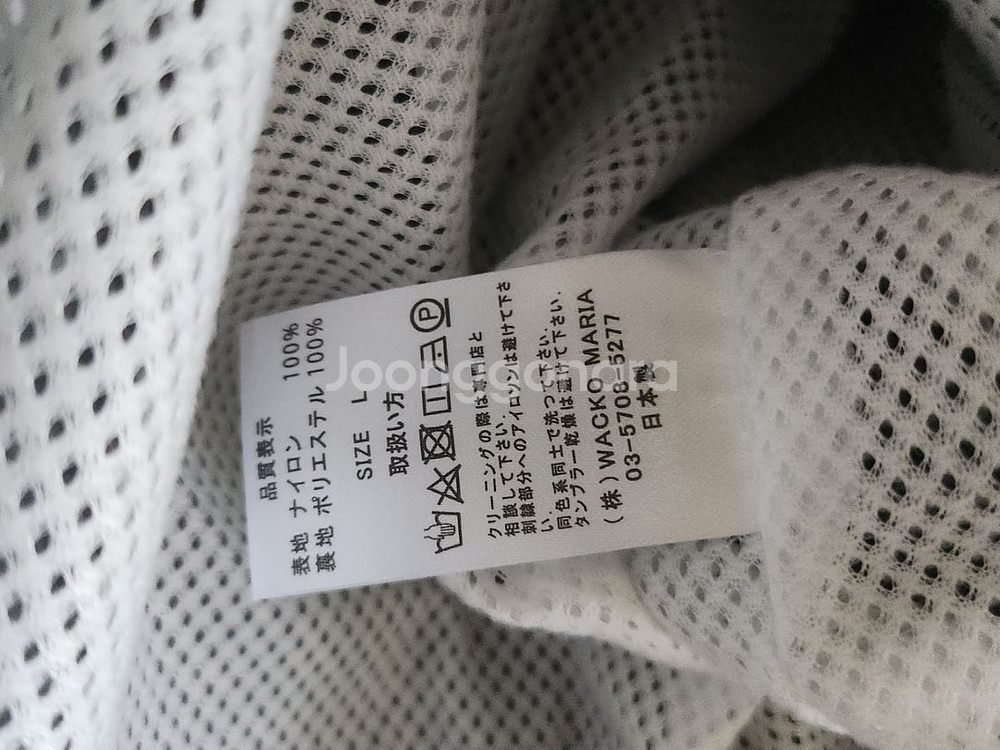 品質表示
表地 ナイロン 100%
裏地 ポリエステル 100%
SIZE L
取扱い方
P
クリーニングの際は専門店と
相談して下さい.
刺繍部分へのアイロンは避けて下さ
い.
同色系同士で洗って下さい.
タンブラー乾燥は避けて下さい.
(株)WACKO MARIA
03-5708-5277
日本製
Joonggonara